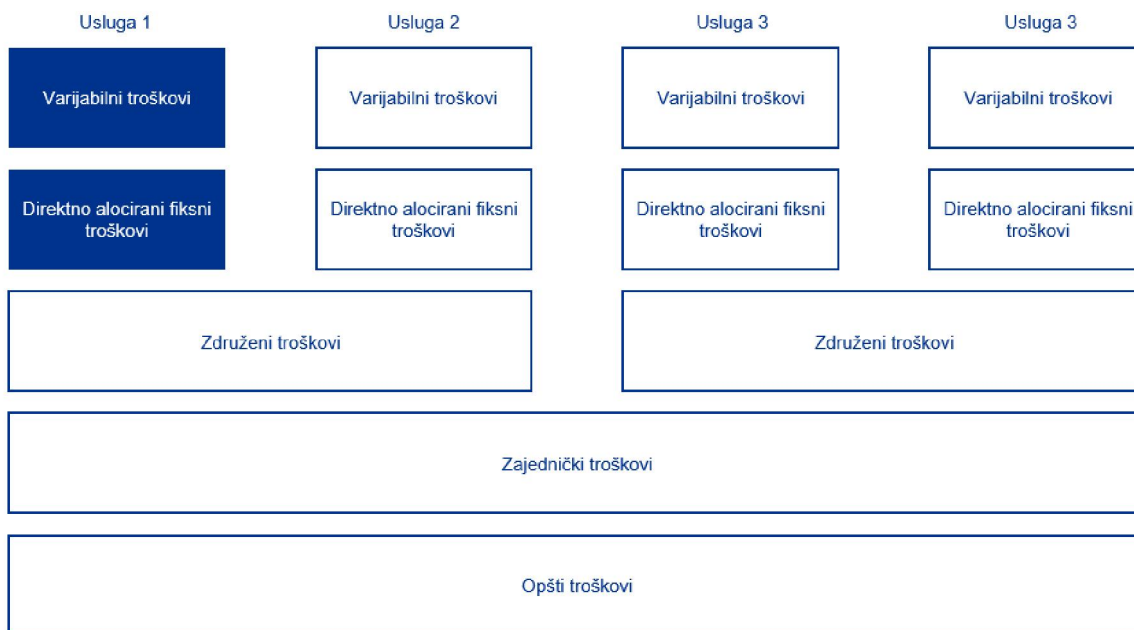 Usluga 1
Usluga 2
Usluga 3
Usluga 3
Varijabilni troškovi
Varijabilni troškovi
Varijabilni troškovi
Varijabilni troškovi
Direktno alocirani fiksni
troškovi
Direktno alocirani fiksni
troškovi
Direktno alocirani fiksni
troškovi
Direktno alocirani fiksni
troškovi
Združeni troškovi
Združeni troškovi
Zajednički troškovi
Opšti troškovi